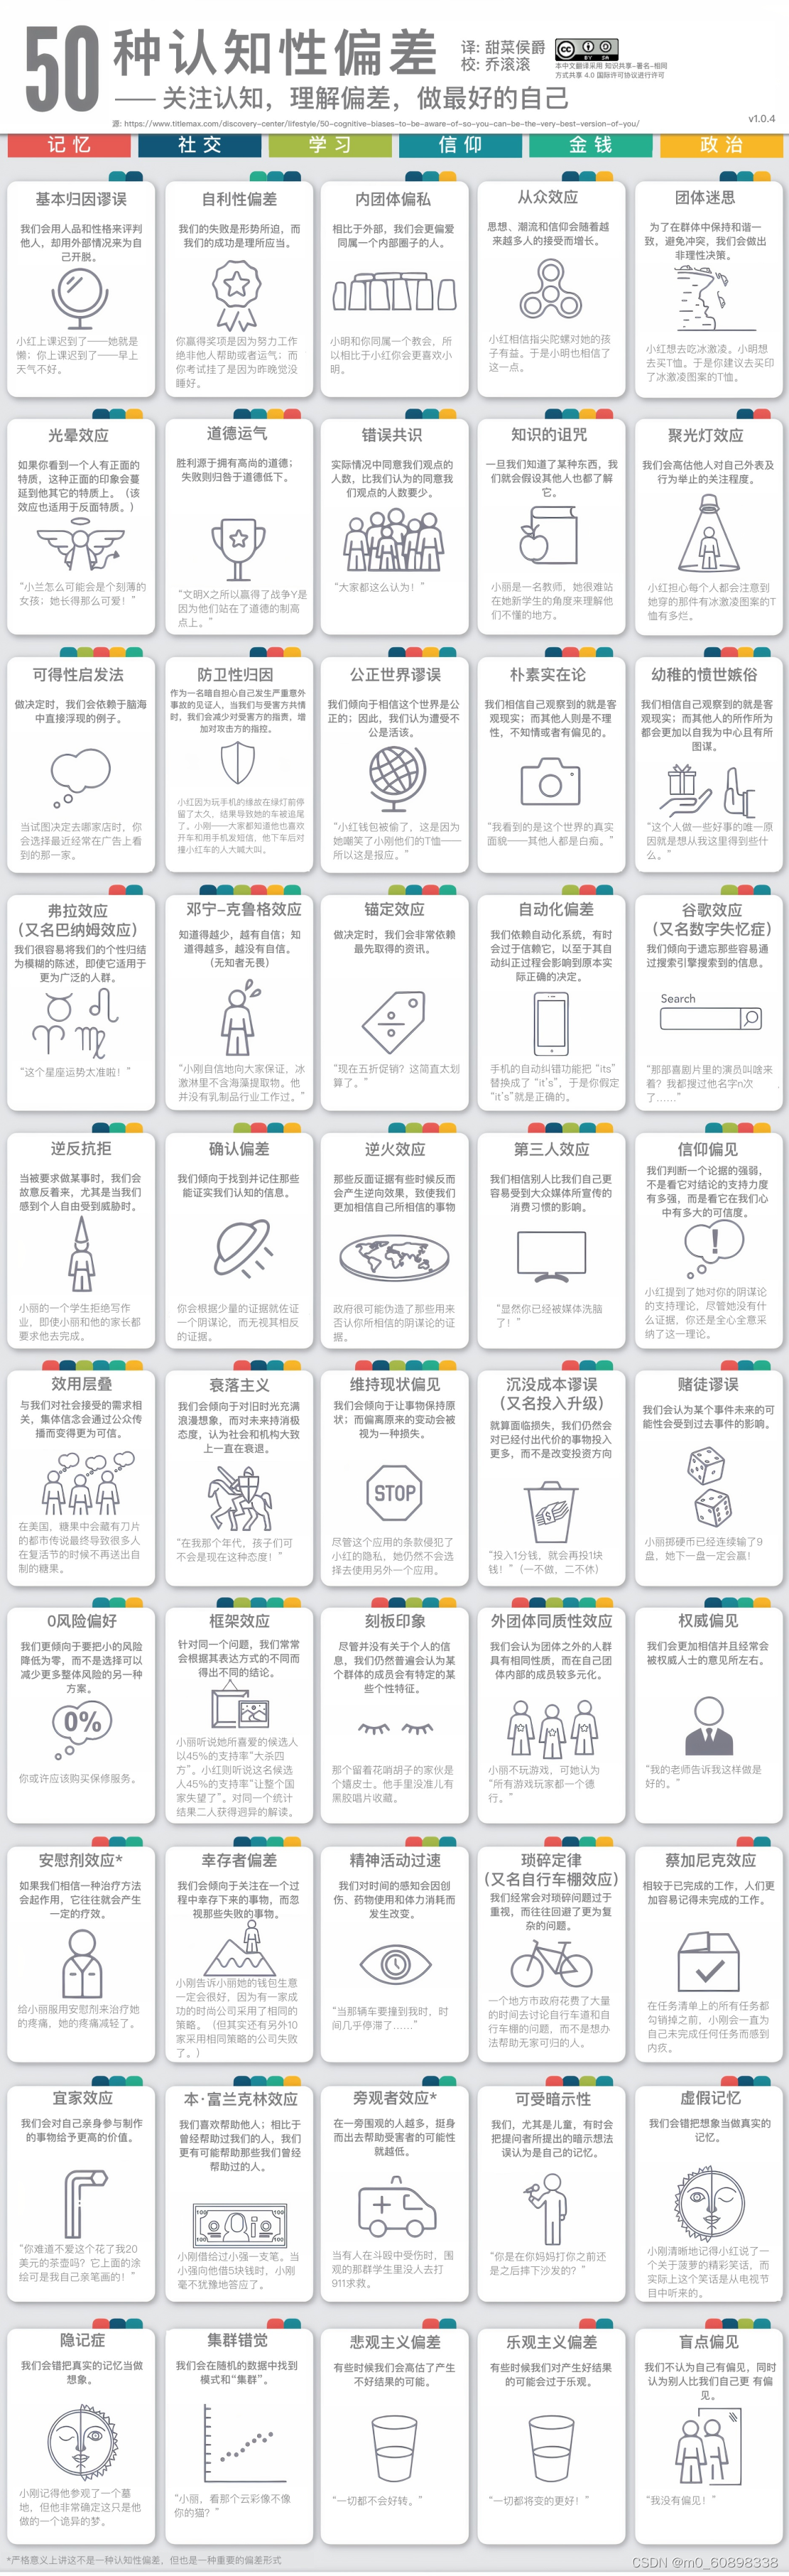 50种认知性偏差
译: 甜菜侯爵
校: 乔滚滚
BY SA
本中文翻译采用 知识共享-署名-相同
方式共享 4.0 国际许可协议进行许可
—— 关注认知，理解偏差，做最好的自己
源: https://www.titlemax.com/discovery-center/lifestyle/50-cognitive-biases-to-be-aware-of-so-you-can-be-the-very-best-version-of-you/
v1.0.4
记忆 社交 学习 信仰 金钱 政治
基本归因谬误
我们会用人品和性格来评判
他人，却用外部情况来为自
己开脱。
小红上课迟到了——她就是
懒；你上课迟到了——早上
天气不好。
自利性偏差
我们的失败是形势所迫，而
我们的成功是理所应当。
你赢得奖项是因为努力工作
绝非他人帮助或者运气；而
你考试挂了是因为昨晚觉没
睡好。
内团体偏私
相比于外部，我们会更偏爱
同属一个内部圈子的人。
小明和你同属一个教会，所
以相比于小红你会更喜欢小
明。
从众效应
思想、潮流和信仰会随着越
来越多人的接受而增长。
小红相信指尖陀螺对她的孩
子有益。于是小明也相信了
这一点。
团体迷思
为了在群体中保持和谐一
致，避免冲突，我们会做出
非理性决策。
小红想去吃冰激凌。小明想
去买T恤。于是你建议去买印
了冰激凌图案的T恤。
光晕效应
如果你看到一个人有正面的
特质，这种正面的印象会蔓
延到他其它的特质上。（该
效应也适用于反面特质。）
“小兰怎么可能会是个刻薄的
女孩；她长得那么可爱！”
道德运气
胜利源于拥有高尚的道德；
失败则归咎于道德低下。
“文明X之所以赢得了战争Y是
因为他们站在了道德的制高
点上。”
错误共识
实际情况中同意我们观点的
人数，比我们认为的同意我
们观点的人数要少。
“大家都这么认为！”
知识的诅咒
一旦我们知道了某种东西，我
们就会假设其他人也都了解
它。
小丽是一名教师，她很难站
在她新学生的角度来理解他
们不懂的地方。
聚光灯效应
我们会高估他人对自己外表及
行为举止的关注程度。
小红担心每个人都会注意到
她穿的那件有冰激凌图案的T
恤有多烂。
可得性启发法
做决定时，我们会依赖于脑海
中直接浮现的例子。
当试图决定去哪家店时，你
会选择最近经常在广告上看
到的那一家。
防卫性归因
作为一名暗自担心自己发生严重意外
事故的见证人，当我们与受害方共情
时，我们会减少对受害方的指责，增
加对攻击方的指控。
小红因为玩手机的缘故在绿灯前停
留了太久，结果导致她的车被追尾
了。小刚——大家都知道他也喜欢
开车和用手机发短信，他下车后对
撞小红车的人大喊大叫。
公正世界谬误
我们倾向于相信这个世界是公
正的；因此，我们认为遭受不
公是活该。
“小红钱包被偷了，这是因为
她嘲笑了小刚他们的T恤——
所以这是报应。”
朴素实在论
我们相信自己观察到的就是客
观现实；而其他人则是不理
性，不知情或者有偏见的。
“我看到的是这个世界的真实
面貌——其他人都是白痴。”
幼稚的愤世嫉俗
我们相信自己观察到的就是客
观现实；而其他人的所作所为
都会更加以自我为中心且有所
图谋。
“这个人做一些好事的唯一原
因就是想从我这里得到些什
么。”
弗拉效应
（又名巴纳姆效应）
我们很容易将我们的个性归结
为模糊的陈述，即使它适用于
更为广泛的人群。
“这个星座运势太准啦！”
邓宁-克鲁格效应
知道得越少，越有自信；知
道得越多，越没有自信。
（无知者无畏）
“小刚自信地向大家保证，冰
激淋里不含海藻提取物。他
并没有乳制品行业工作过。”
锚定效应
做决定时，我们会非常依赖
最先取得的资讯。
“现在五折促销？这简直太划
算了。”
自动化偏差
我们依赖自动化系统，有时
会过于信赖它，以至于其自
动纠正过程会影响到原本实
际正确的决定。
手机的自动纠错功能把 “its”
替换成了 “it's”，于是你假定
“it's”就是正确的。
谷歌效应
（又名数字失忆症）
我们倾向于遗忘那些容易通
过搜索引擎搜索到的信息。
Search
“那部喜剧片里的演员叫啥来
着？我都搜过他名字n次
了……”
逆反抗拒
当被要求做某事时，我们会
故意反着来，尤其是当我们
感到个人自由受到威胁时。
小丽的一个学生拒绝写作
业，即使小丽和他的家长都
要求他去完成。
确认偏差
我们倾向于找到并记住那些
能证实我们认知的信息。
你会根据少量的证据就佐证
一个阴谋论，而无视其相反
的证据。
逆火效应
那些反面证据有些时候反而
会产生逆向效果，致使我们
更加相信自己所相信的事物
政府很可能伪造了那些用来
否认你所相信的阴谋论的证
据。
第三人效应
我们相信别人比我们自己更
容易受到大众媒体所宣传的
消费习惯的影响。
“显然你已经被媒体洗脑
了！”
信仰偏见
我们判断一个论据的强弱，
不是看它对结论的支持力度
有多强，而是看它在我们心
中有多大的可信度。
小红提到了她对你的阴谋论
的支持理论，尽管她没有什
么证据，你还是全心全意采
纳了这一理论。
效用层叠
与我们对社会接受的需求相
关，集体信念会通过公众传
播而变得更为可信。
在美国，糖果中会藏有刀片
的都市传说最终导致很多人
在复活节的时候不再送出自
制的糖果。
衰落主义
我们会倾向于对旧时光充满
浪漫想象，而对未来持消极
态度，认为社会和机构大致
上一直在衰退。
“在我那个年代，孩子们可
不会是现在这种态度！”
维持现状偏见
我们会倾向于让事物保持原
状；而偏离原来的变动会被
视为一种损失。
STOP
尽管这个应用的条款侵犯了
小红的隐私，她仍然不会选
择去使用另外一个应用。
沉没成本谬误
（又名投入升级）
就算面临损失，我们仍然会
对已经付出代价的事物投入
更多，而不是改变投资方向
“投入1分钱，就会再投1块
钱！”（一不做，二不休）
赌徒谬误
我们会认为某个事件未来的可
能性会受到过去事件的影响。
小丽掷硬币已经连续输了9
盘，她下一盘一定会赢！
0风险偏好
我们更倾向于要把小的风险
降低为零，而不是选择可以
减少更多整体风险的另一种
方案。
0%
你或许应该购买保修服务。
框架效应
针对同一个问题，我们常常
会根据其表达方式的不同而
得出不同的结论。
小丽听说她所喜爱的候选人
以45%的支持率“大杀四
方”。小红则听说这名候选
人45%的支持率“让整个国
家失望了”。对同一个统计
结果二人获得迥异的解读。
刻板印象
尽管并没有关于个人的信
息，我们仍然普遍会认为某
个群体的成员会有特定的某
些个性特征。
那个留着花哨胡子的家伙是
个嬉皮士。他手里没准儿有
黑胶唱片收藏。
外团体同质性效应
我们会认为团体之外的人群
具有相同性质，而在自己团
体内部的成员较多元化。
小丽不玩游戏，可她认为
“所有游戏玩家都一个德
行。”
权威偏见
我们会更加相信并且经常会
被权威人士的意见所左右。
“我的老师告诉我这样做是
好的。”
安慰剂效应*
如果我们相信一种治疗方法
会起作用，它往往就会产生
一定的疗效。
给小丽服用安慰剂来治疗她
的疼痛，她的疼痛减轻了。
幸存者偏差
我们会倾向于关注在一个过
程中幸存下来的事物，而忽
视那些失败的事物。
小刚告诉小丽她的钱包生意
一定会很好，因为有一家成
功的时尚公司采用了相同的
策略。（但其实还有另外10
家采用相同策略的公司失败
了。）
精神活动过速
我们对时间的感知会因创
伤、药物使用和体力消耗而
发生改变。
“当那辆车要撞到我时，时
间几乎停滞了……”
琐碎定律
（又名自行车棚效应）
我们经常会对琐碎问题过于
重视，而往往回避了更为复
杂的问题。
一个地方市政府花费了大量
的时间去讨论自行车道和自
行车棚的问题，而不是想办
法帮助无家可归的人。
蔡加尼克效应
相较于已完成的工作，人们更
加容易记得未完成的工作。
在任务清单上的所有任务都
勾销掉之前，小刚会一直为
自己未完成任何任务而感到
内疚。
宜家效应
我们会对自己亲身参与制作
的事物给予更高的价值。
“你难道不爱这个花了我20
美元的茶壶吗？它上面的涂
绘可是我自己亲笔画的！”
本·富兰克林效应
我们喜欢帮助他人；相比于
曾经帮助过我们的人，我们
更有可能帮助那些我们曾经
帮助过的人。
100 100
100 100
小刚借给过小强一支笔。当
小强向他借5块钱时，小刚
毫不犹豫地答应了。
旁观者效应*
在一旁围观的人越多，挺身
而出去帮助受害者的可能性
就越低。
当有人在斗殴中受伤时，围
观的那群学生里没人去打
911求救。
可受暗示性
我们，尤其是儿童，有时会
把提问者所提出的暗示想法
误认为是自己的记忆。
“你是在你妈妈打你之前还
是之后摔下沙发的？”
虚假记忆
我们会错把想象当做真实的
记忆。
小刚清晰地记得小红说了一
个关于菠萝的精彩笑话，而
实际上这个笑话是从电视节
目中听来的。
隐记症
我们会错把真实的记忆当做
想象。
小刚记得他参观了一个墓
地，但他非常确定这只是他
做的一个诡异的梦。
集群错觉
我们会在随机的数据中找到
模式和“集群”。
“小丽，看那个云彩像不像
你的猫？”
悲观主义偏差
有些时候我们会高估了产生
不好结果的可能。
“一切都不会好转。”
乐观主义偏差
有些时候我们对产生好结果
的可能会过于乐观。
“一切都将变的更好！”
盲点偏见
我们不认为自己有偏见，同时
认为别人比我们自己更 有偏
见。
“我没有偏见！”
*严格意义上讲这不是一种认知性偏差，但也是一种重要的偏差形式
CSDN @m0_60898338